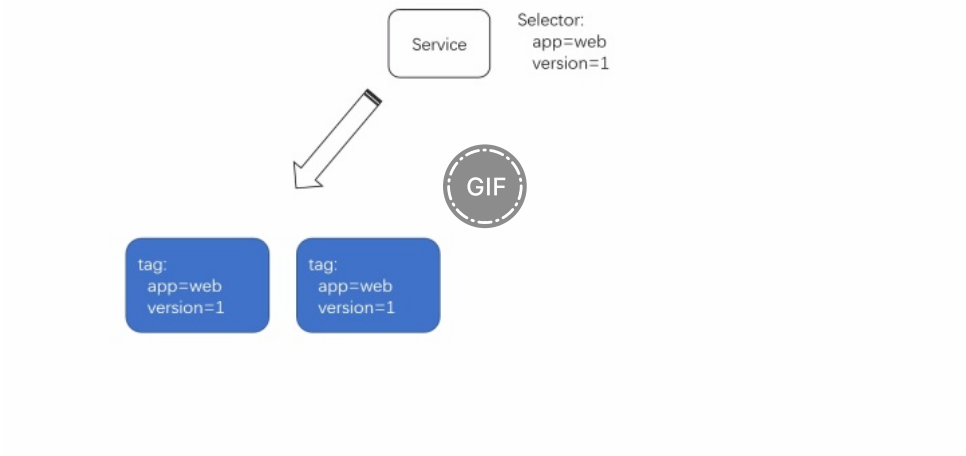 Service
Selector:
app=web
version=1
GIF
tag:
app=web
version=1
tag:
app=web
version=1